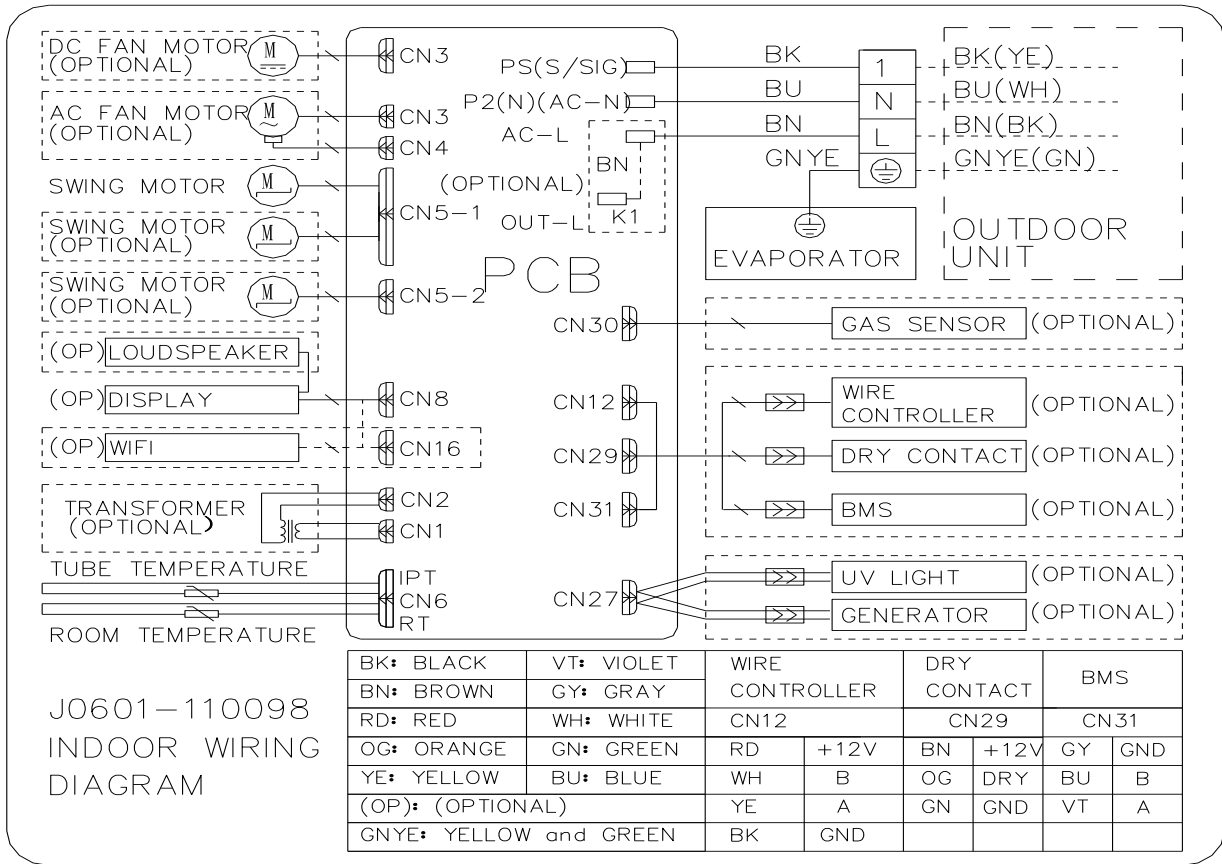 DC FAN MOTOR
(OPTIONAL)
M
CN3
AC FAN MOTOR
(OPTIONAL)
M
~
CN3
CN4
SWING MOTOR
M
SWING MOTOR
(OPTIONAL)
M
CN5-1
SWING MOTOR
(OPTIONAL)
M
CN5-2
(OP) LOUDSPEAKER
(OP) DISPLAY
CN8
(OP) WIFI
CN16
TRANSFORMER
(OPTIONAL)
CN2
CN1
TUBE TEMPERATURE
ROOM TEMPERATURE
IPT
CN6
RT
PCB
PS(S/SIG)
P2(N)(AC-N)
AC-L
BN
(OPTIONAL)
K1
OUT-L
BK
BU
BN
GNYE
1
N
L
BK(YE)
BU(WH)
BN(BK)
GNYE(GN)
OUTDOOR
UNIT
EVAPORATOR
CN30
GAS SENSOR (OPTIONAL)
CN12
WIRE
CONTROLLER
(OPTIONAL)
CN29
DRY CONTACT (OPTIONAL)
CN31
BMS (OPTIONAL)
CN27
UV LIGHT (OPTIONAL)
GENERATOR (OPTIONAL)
J0601-110098
INDOOR WIRING
DIAGRAM
BK: BLACK VT: VIOLET
BN: BROWN GY: GRAY
RD: RED WH: WHITE
OG: ORANGE GN: GREEN
YE: YELLOW BU: BLUE
(OP): (OPTIONAL)
GNYE: YELLOW and GREEN
WIRE
CONTROLLER
DRY
CONTACT
BMS
CN12 CN29 CN31
RD +12V BN +12V GY GND
WH B OG DRY BU B
YE A GN GND VT A
BK GND